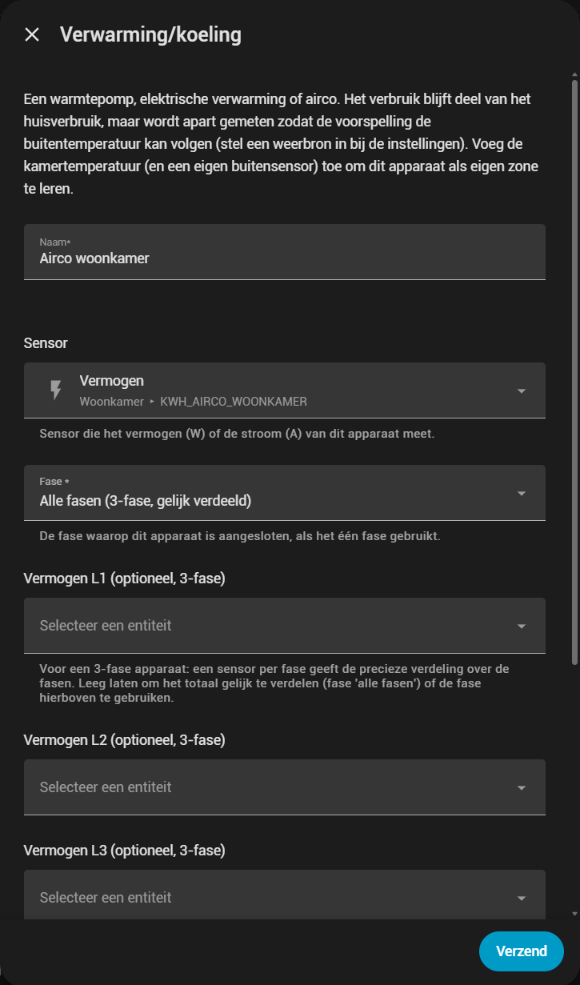 Verwarming/koeling
Een warmtepomp, elektrische verwarming of airco. Het verbruik blijft deel van het
huisverbruik, maar wordt apart gemeten zodat de voorspelling de
buitentemperatuur kan volgen (stel een weerbron in bij de instellingen). Voeg de
kamertemperatuur (en een eigen buitensensor) toe om dit apparaat als eigen zone
te leren.
Naam*
Airco woonkamer
Sensor
Vermogen
Woonkamer ▸ KWH_AIRCO_WOONKAMER
Sensor die het vermogen (W) of de stroom (A) van dit apparaat meet.
Fase *
Alle fasen (3-fase, gelijk verdeeld)
De fase waarop dit apparaat is aangesloten, als het één fase gebruikt.
Vermogen L1 (optioneel, 3-fase)
Selecteer een entiteit
Voor een 3-fase apparaat: een sensor per fase geeft de precieze verdeling over de
fasen. Leeg laten om het totaal gelijk te verdelen (fase 'alle fasen') of de fase
hierboven te gebruiken.
Vermogen L2 (optioneel, 3-fase)
Selecteer een entiteit
Vermogen L3 (optioneel, 3-fase)
Selecteer een entiteit
Verzend